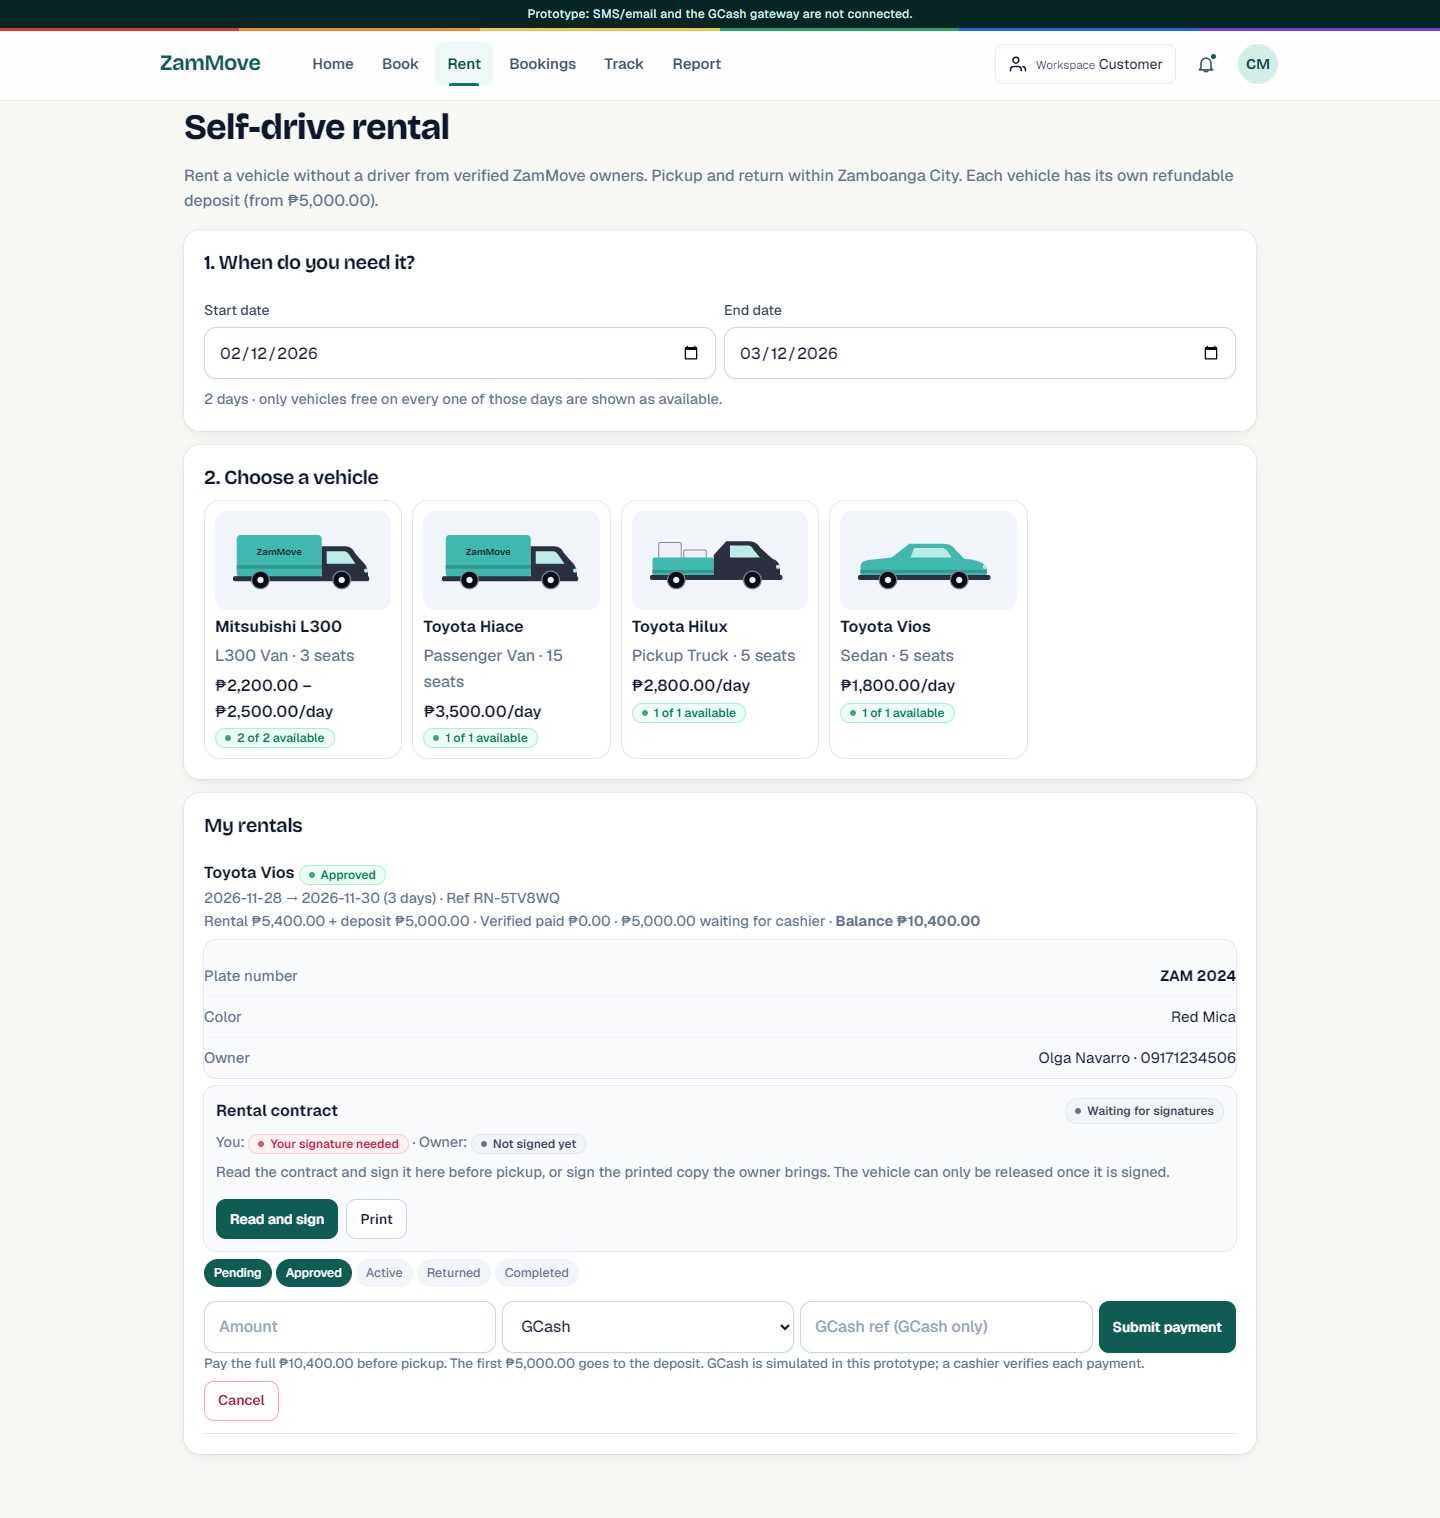 Prototype: SMS/email and the GCash gateway are not connected.
ZamMove
Home
Book
Rent
Bookings
Track
Report
Workspace Customer
CM
Self-drive rental
Rent a vehicle without a driver from verified ZamMove owners. Pickup and return within Zamboanga City. Each vehicle has its own refundable
deposit (from ₱5,000.00).
1. When do you need it?
Start date
End date
02/12/2026
03/12/2026
2 days · only vehicles free on every one of those days are shown as available.
2. Choose a vehicle
ZamMove
Mitsubishi L300
L300 Van · 3 seats
₱2,200.00 –
₱2,500.00/day
2 of 2 available
ZamMove
Toyota Hiace
Passenger Van · 15
seats
₱3,500.00/day
1 of 1 available
Toyota Hilux
Pickup Truck · 5 seats
₱2,800.00/day
1 of 1 available
Toyota Vios
Sedan · 5 seats
₱1,800.00/day
1 of 1 available
My rentals
Toyota Vios Approved
2026-11-28 → 2026-11-30 (3 days) · Ref RN-5TV8WQ
Rental ₱5,400.00 + deposit ₱5,000.00 · Verified paid ₱0.00 · ₱5,000.00 waiting for cashier · Balance ₱10,400.00
Plate number ZAM 2024
Color Red Mica
Owner Olga Navarro · 09171234506
Rental contract Waiting for signatures
You: Your signature needed · Owner: Not signed yet
Read the contract and sign it here before pickup, or sign the printed copy the owner brings. The vehicle can only be released once it is signed.
Read and sign
Print
Pending
Approved
Active
Returned
Completed
Amount
GCash
GCash ref (GCash only)
Submit payment
Pay the full ₱10,400.00 before pickup. The first ₱5,000.00 goes to the deposit. GCash is simulated in this prototype; a cashier verifies each payment.
Cancel